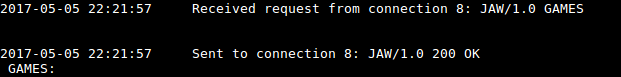 2017-05-05 22:21:57     Received request from connection 8: JAW/1.0 GAMES
2017-05-05 22:21:57     Sent to connection 8: JAW/1.0 200 OK
 GAMES: